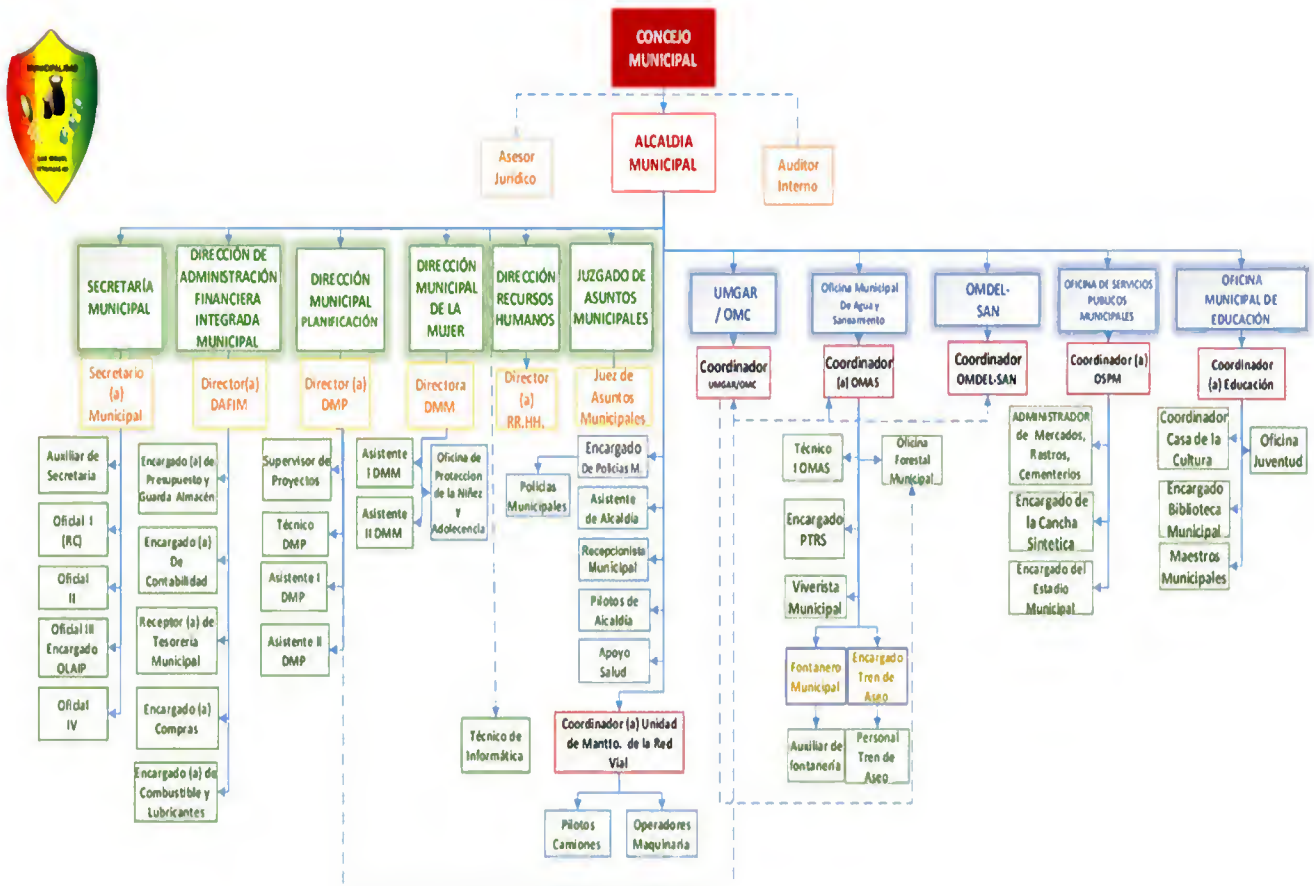 MUNICIPALIDAD
CONCEJO
MUNICIPAL
ALCALDIA
MUNICIPAL
Asesor
Jurídico
Auditor
Interno
SECRETARÍA
MUNICIPAL
DIRECCIÓN DE
ADMINISTRACIÓN
FINANCIERA
INTEGRADA
MUNICIPAL
DIRECCIÓN
MUNICIPAL
PLANIFICACIÓN
DIRECCIÓN
MUNICIPAL
DE LA
MUJER
DIRECCIÓN
RECURSOS
HUMANOS
JUZGADO DE
ASUNTOS
MUNICIPALES
UMGAR
/ OMC
Oficina Municipal
De Agua y
Saneamiento
OMDEL-
SAN
OFICINA DE SERVICIOS
PUBLICOS
MUNICIPALES
OFICINA
MUNICIPAL DE
EDUCACIÓN
Secretario
(a)
Municipal
Director(a)
DAFIM
Director (a)
DMP
Directora
DMM
Director
(a)
RR.HH.
Juez de
Asuntos
Municipales
Coordinador
UMGAR/OMC
Coordinador
(a) OMAS
Coordinador
OMDEL-SAN
Coordinador (a)
OSPM
Coordinador
(a) Educación
Auxiliar de
Secretaria
Oficial I
(RC)
Oficial
II
Oficial III
Encargado
OLAIP
Oficial
IV
Encargado (a) de
Presupuesto y
Guarda Almacén
Encargado (a)
De
Contabilidad
Receptor (a) de
Tesorería
Municipal
Encargado (a)
Compras
Encargado (a) de
Combustible y
Lubricantes
Supervisor de
Proyectos
Técnico
DMP
Asistente I
DMP
Asistente II
DMP
Asistente
I DMM
Asistente
II DMM
Oficina de
Proteccion
de la Niñez
y
Adolecencia
Técnico de
Informática
Encargado
De Policias M.
Policías
Municipales
Asistente
de Alcaldía
Recepcionista
Municipal
Pilotos de
Alcaldía
Apoyo
Salud
Coordinador (a) Unidad
de Mantto. de la Red
Vial
Pilotos
Camiones
Operadores
Maquinaria
Técnico
I OMAS
Oficina
Forestal
Municipal
Encargado
PTRS
Viverista
Municipal
Fontanero
Municipal
Encargado
Tren de
Aseo
Auxiliar de
fontanería
Personal
Tren de
Aseo
ADMINISTRADOR
de Mercados,
Rastros,
Cementerios
Encargado de
la Cancha
Sintetica
Encargado del
Estadio
Municipal
Coordinador
Casa de la
Cultura
Oficina
Juventud
Encargado
Biblioteca
Municipal
Maestros
Municipales